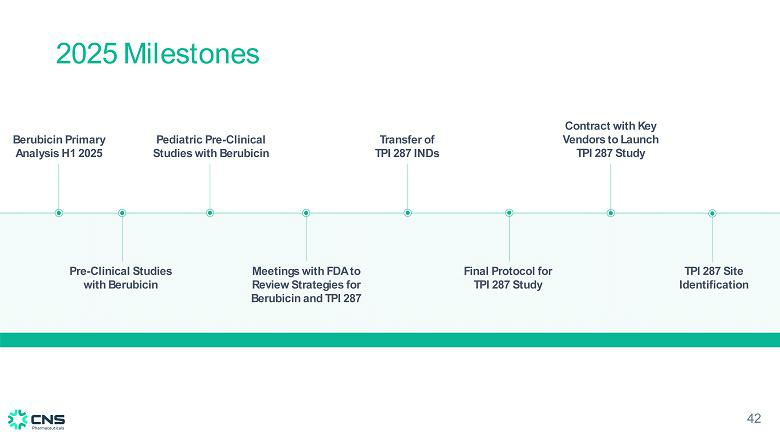 2025 Milestones
Berubicin Primary
Analysis H1 2025
Pediatric Pre-Clinical
Studies with Berubicin
Transfer of
TPI 287 INDs
Contract with Key
Vendors to Launch
TPI 287 Study
Pre-Clinical Studies
with Berubicin
Meetings with FDA to
Review Strategies for
Berubicin and TPI 287
Final Protocol for
TPI 287 Study
TPI 287 Site
Identification
CNS
Pharmaceuticals
42